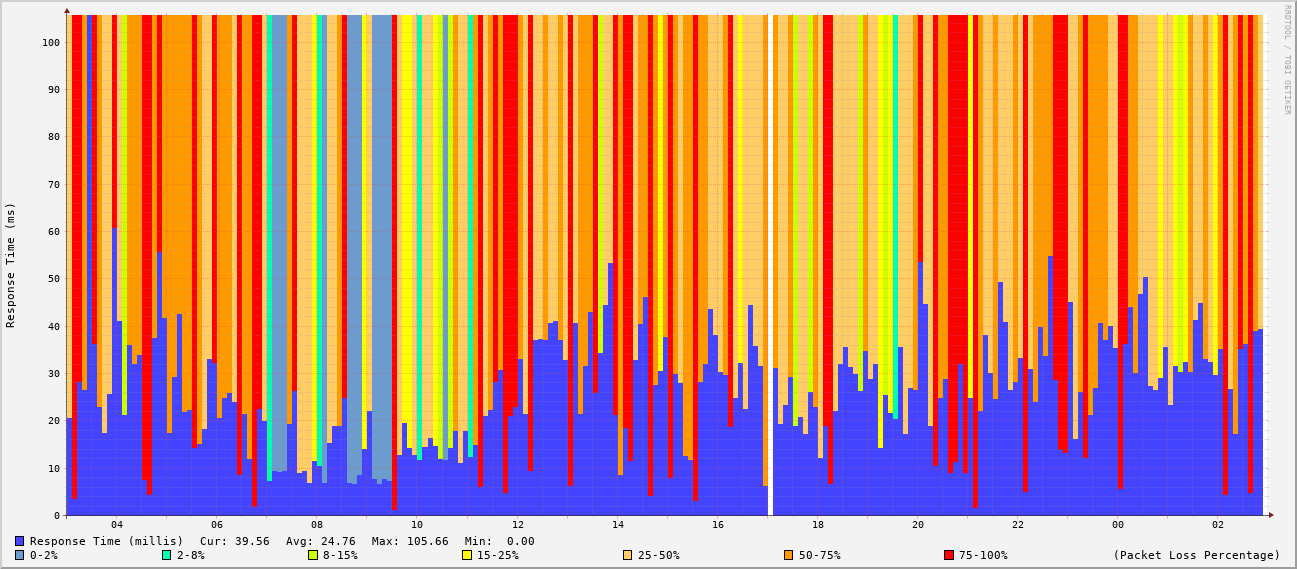 RRDTOOL / TOBI OETIKER
Response Time (ms)
100
90
80
70
60
50
40
30
20
10
0
04 06 08 10 12 14 16 18 20 22 00 02
Response Time (millis) Cur: 39.56 Avg: 24.76 Max: 105.66 Min: 0.00
0-2% 2-8% 8-15% 15-25% 25-50% 50-75% 75-100% (Packet Loss Percentage)